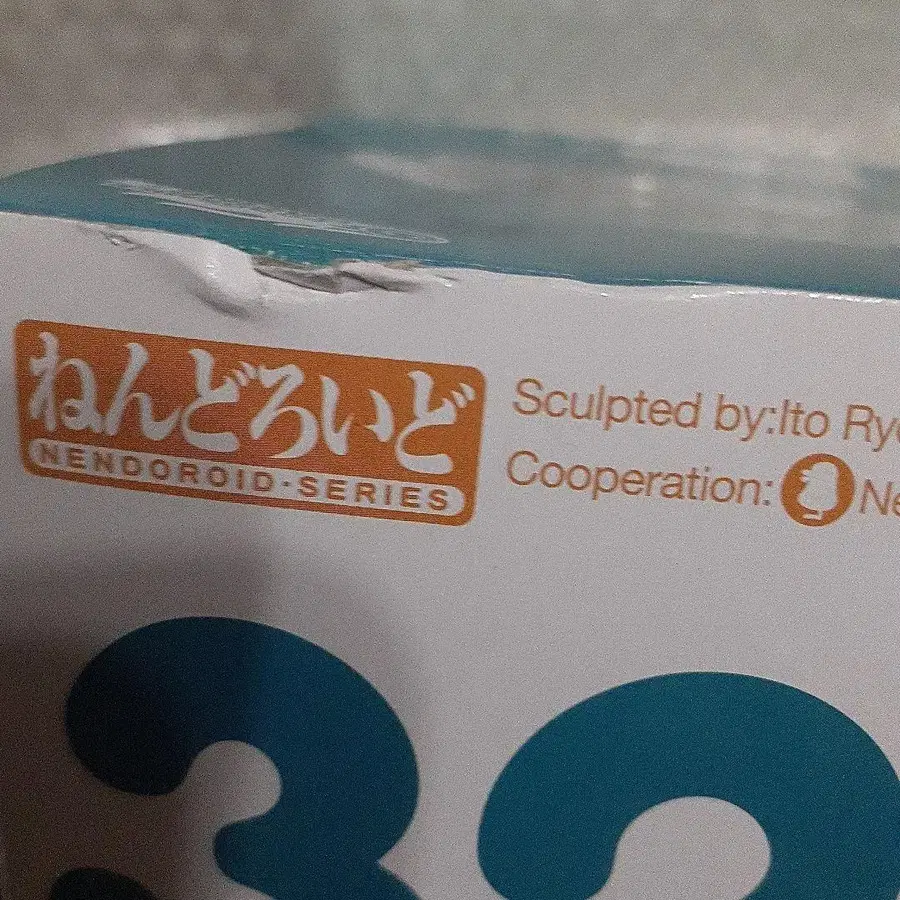 ねんどろいど
NENDOROID·SERIES
Sculpted by:Ito
Cooperation: